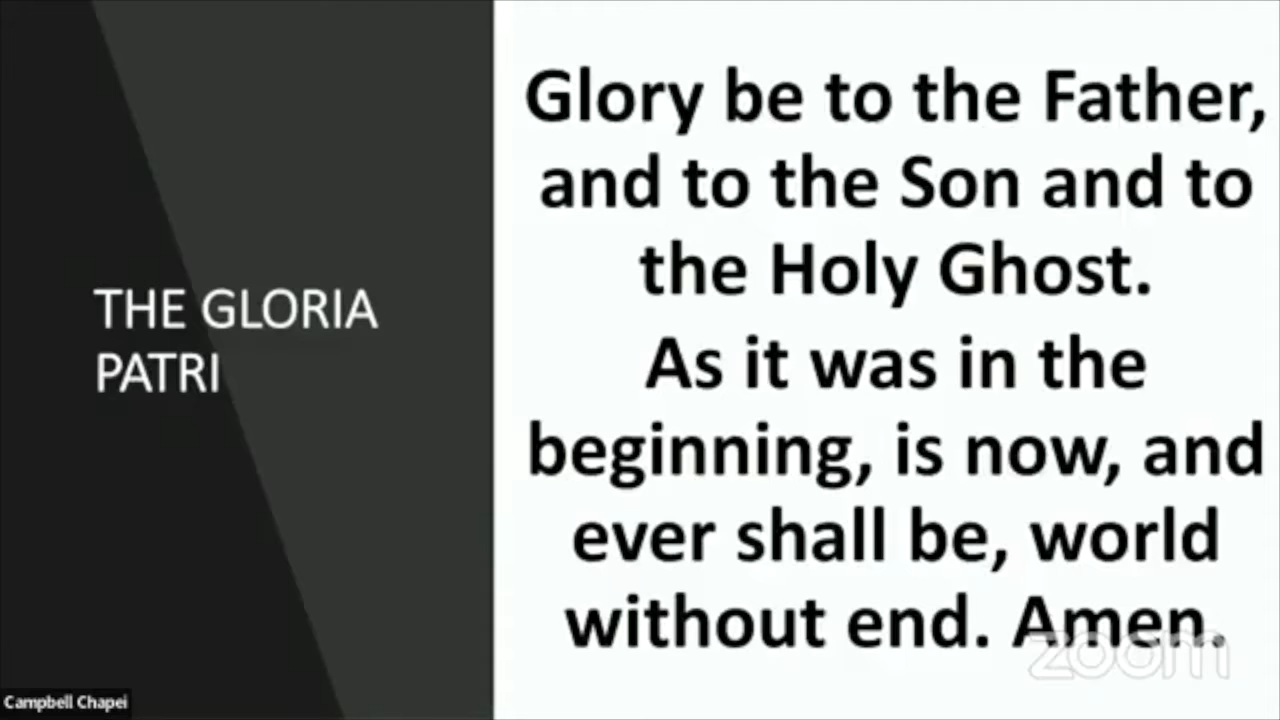 THE GLORIA
PATRI
Glory be to the Father,
and to the Son and to
the Holy Ghost.
As it was in the
beginning, is now, and
ever shall be, world
without end. Amen.
zoom
Campbell Chapel